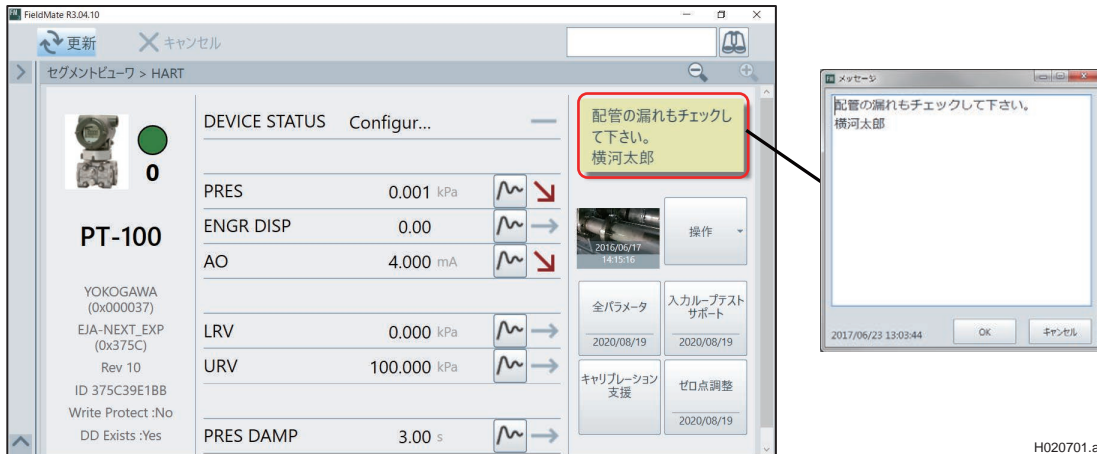 FieldMate R3.04.10
更新
キャンセル
セグメントビューワ > HART
0
PT-100
YOKOGAWA
(0x000037)
EJA-NEXT_EXP
(0x375C)
Rev 10
ID 375C39E1BB
Write Protect :No
DD Exists :Yes
DEVICE STATUS Configur...
PRES 0.001 kPa
ENGR DISP 0.00
AO 4.000 mA
LRV 0.000 kPa
URV 100.000 kPa
PRES DAMP 3.00 s
配管の漏れもチェックし
て下さい。
横河太郎
2016/06/17
14:15:16
操作
全パラメータ
2020/08/19
入力ループテスト
サポート
2020/08/19
キャリブレーション
支援
ゼロ点調整
2020/08/19
メッセージ
配管の漏れもチェックして下さい。
横河太郎
2017/06/23 13:03:44
OK
キャンセル
H020701.a